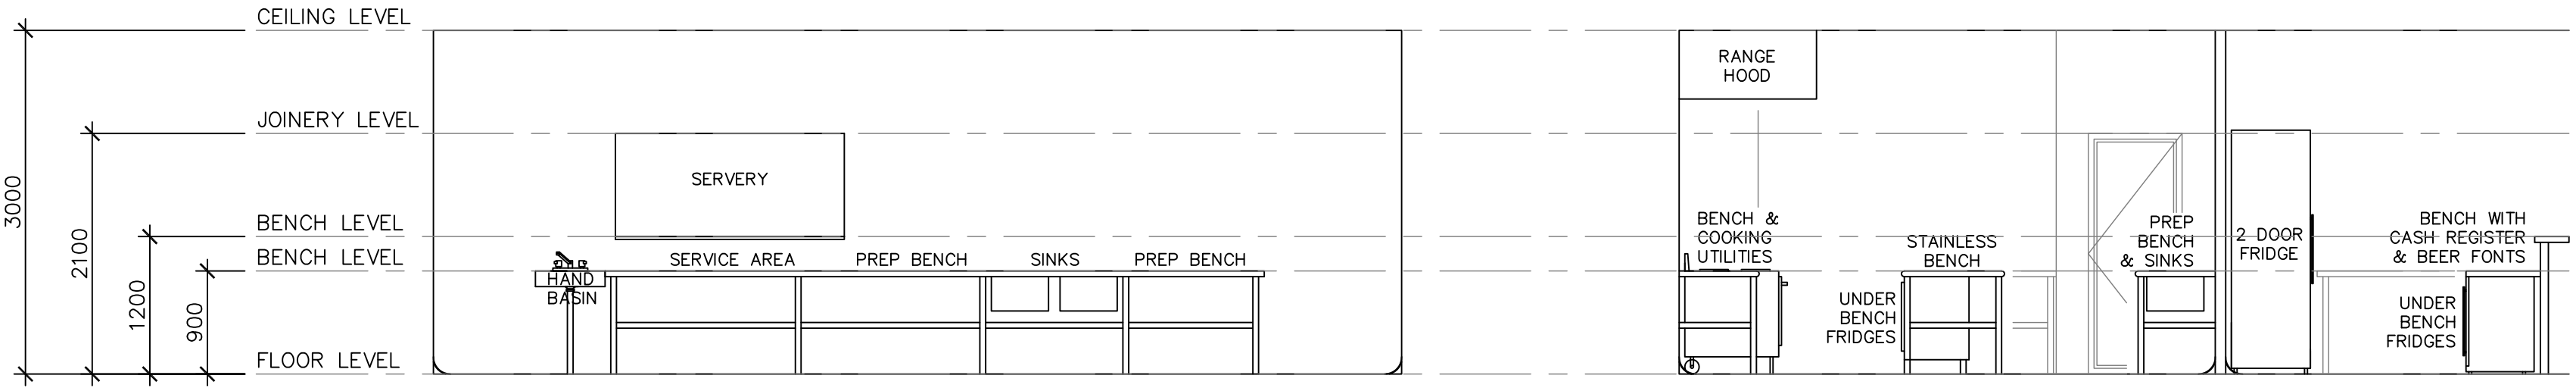 CEILING LEVEL
JOINERY LEVEL
BENCH LEVEL
BENCH LEVEL
FLOOR LEVEL
3000
2100
1200
900
SERVERY
HAND
BASIN
SERVICE AREA
PREP BENCH
SINKS
PREP BENCH
RANGE
HOOD
BENCH &
COOKING
UTILITIES
UNDER
BENCH
FRIDGES
STAINLESS
BENCH
PREP
BENCH
& SINKS
2 DOOR
FRIDGE
BENCH WITH
CASH REGISTER
& BEER FONTS
UNDER
BENCH
FRIDGES